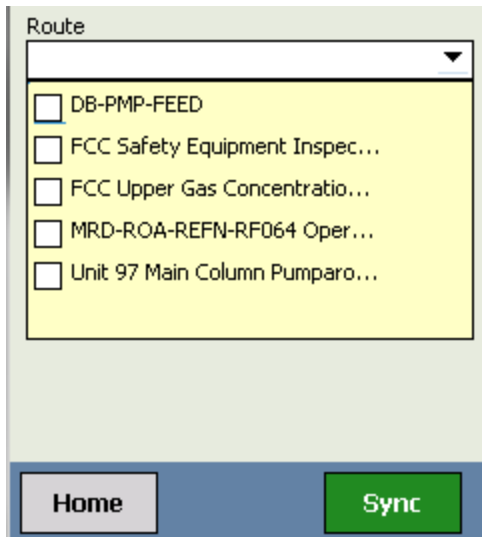 Route
DB-PMP-FEED
FCC Safety Equipment Inspec...
FCC Upper Gas Concentratio...
MRD-ROA-REFN-RF064 Oper...
Unit 97 Main Column Pumparo...
Home
Sync